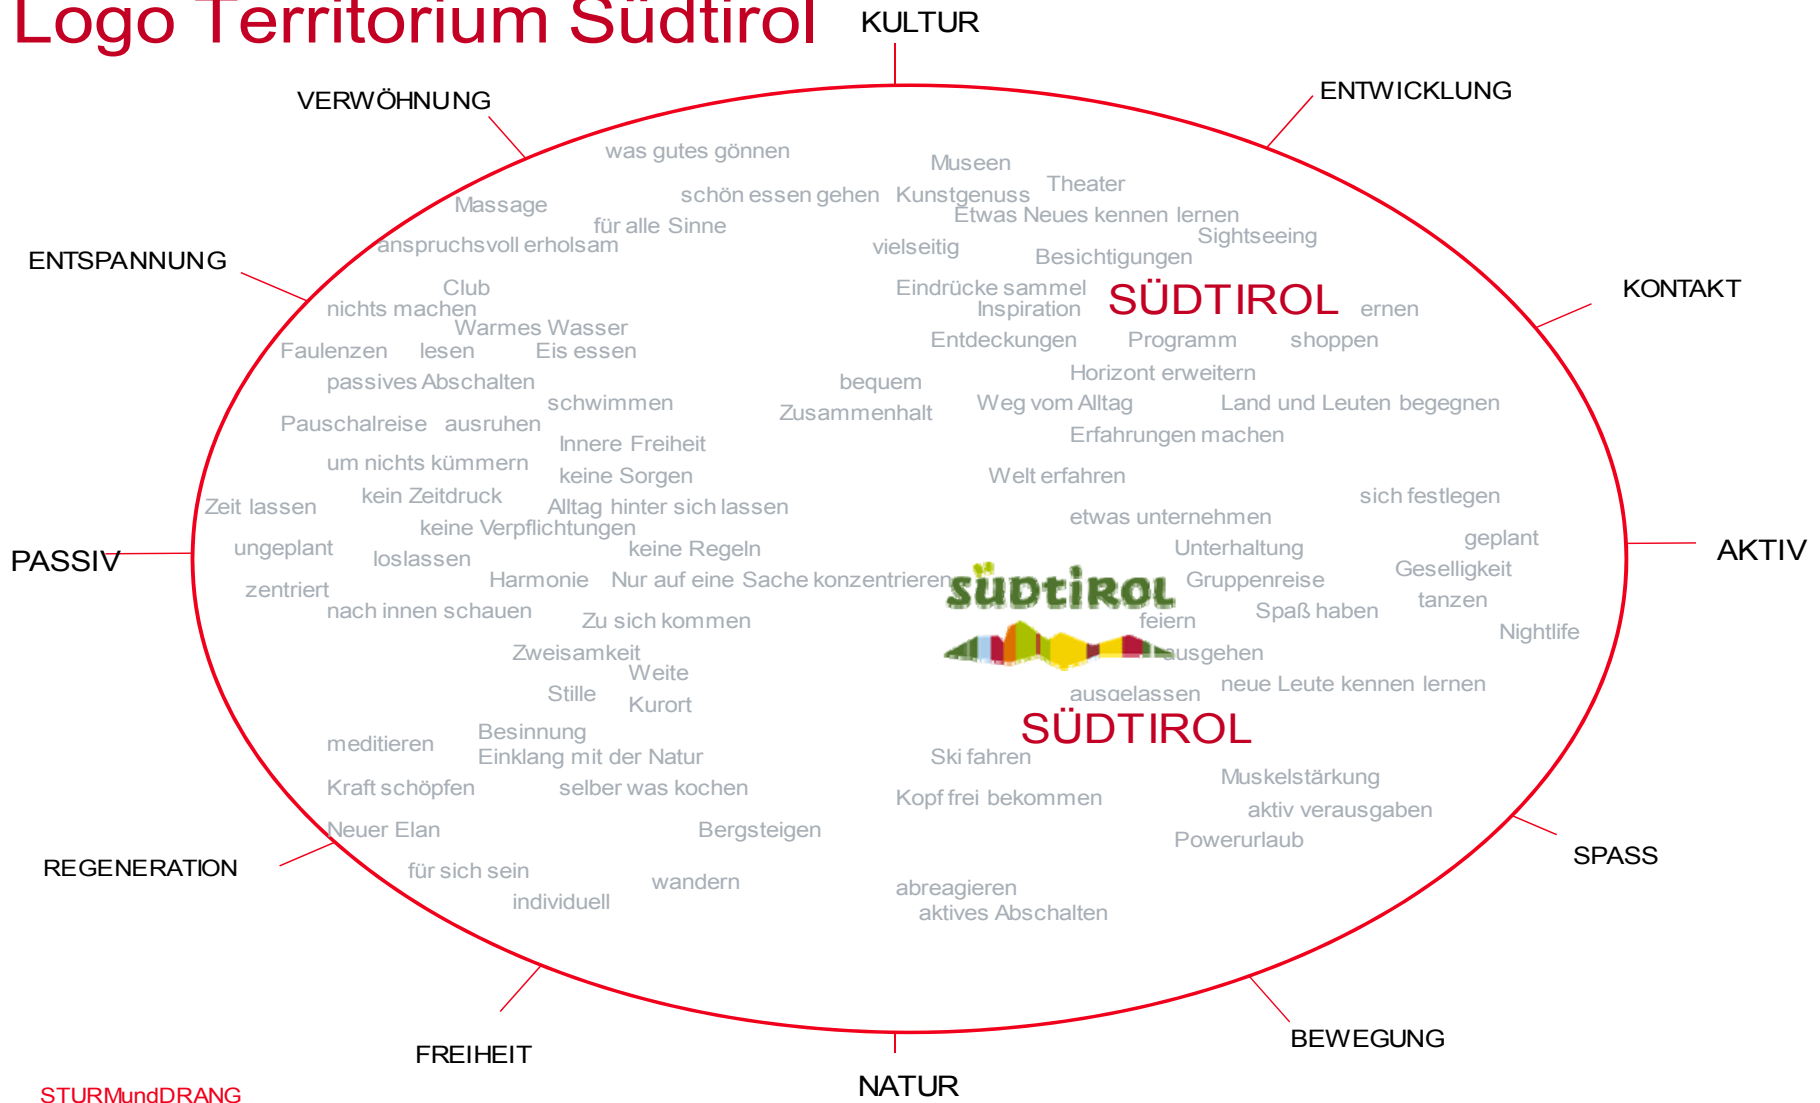 Logo Territorium Südtirol
KULTUR
VERWÖHNUNG
ENTWICKLUNG
was gutes gönnen
Museen
Theater
schön essen gehen
Kunstgenuss
Massage
Etwas Neues kennen lernen
für alle Sinne
Sightseeing
anspruchsvoll erholsam
vielseitig
Besichtigungen
ENTSPANNUNG
Club
Eindrücke sammel
SÜDTIROL
KONTAKT
nichts machen
Inspiration
ernen
Warmes Wasser
Entdeckungen
Programm
shoppen
Faulenzen
lesen
Eis essen
Horizont erweitern
passives Abschalten
bequem
schwimmen
Zusammenhalt
Weg vom Alltag
Land und Leuten begegnen
Pauschalreise
ausruhen
Erfahrungen machen
Innere Freiheit
um nichts kümmern
keine Sorgen
Welt erfahren
kein Zeitdruck
sich festlegen
Zeit lassen
Alltag hinter sich lassen
etwas unternehmen
keine Verpflichtungen
geplant
ungeplant
keine Regeln
Unterhaltung
PASSIV
AKTIV
loslassen
Geselligkeit
Harmonie
Nur auf eine Sache konzentrieren
südtirol
Gruppenreise
zentriert
tanzen
nach innen schauen
Spaß haben
Zu sich kommen
feiern
Nightlife
Zweisamkeit
ausgehen
Weite
neue Leute kennen lernen
Stille
ausgelassen
Kurort
SÜDTIROL
Besinnung
meditieren
Einklang mit der Natur
Ski fahren
Muskelstärkung
Kraft schöpfen
selber was kochen
Kopf frei bekommen
aktiv verausgaben
Neuer Elan
Bergsteigen
Powerurlaub
SPASS
REGENERATION
für sich sein
wandern
abreagieren
individuell
aktives Abschalten
BEWEGUNG
FREIHEIT
NATUR
STURMundDRANG